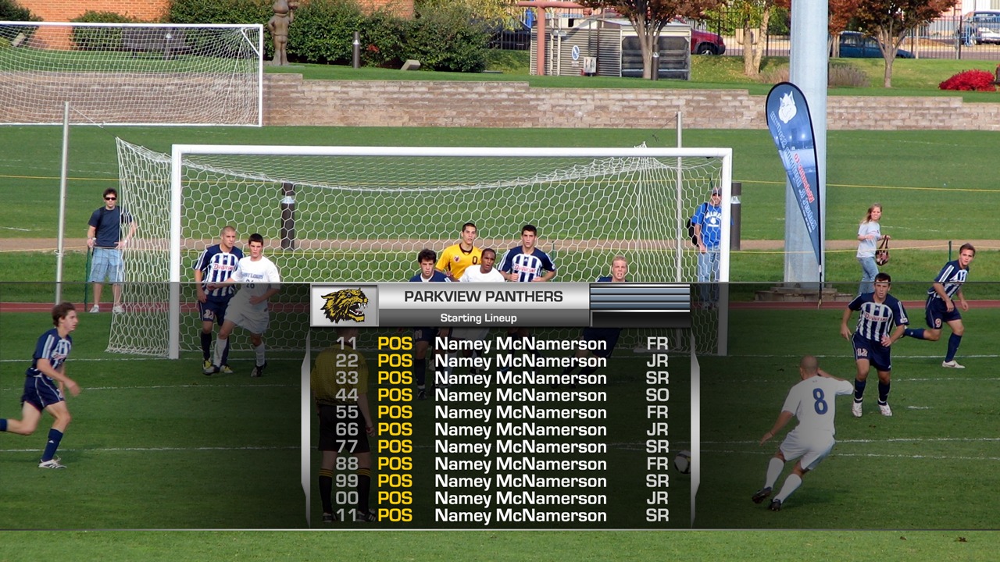 PARKVIEW PANTHERS
Starting Lineup
11 POS Namey McNamerson FR
22 POS Namey McNamerson JR
33 POS Namey McNamerson SR
44 POS Namey McNamerson SO
55 POS Namey McNamerson FR
66 POS Namey McNamerson JR
77 POS Namey McNamerson SR
88 POS Namey McNamerson FR
99 POS Namey McNamerson SR
00 POS Namey McNamerson JR
11 POS Namey McNamerson SR
0
8